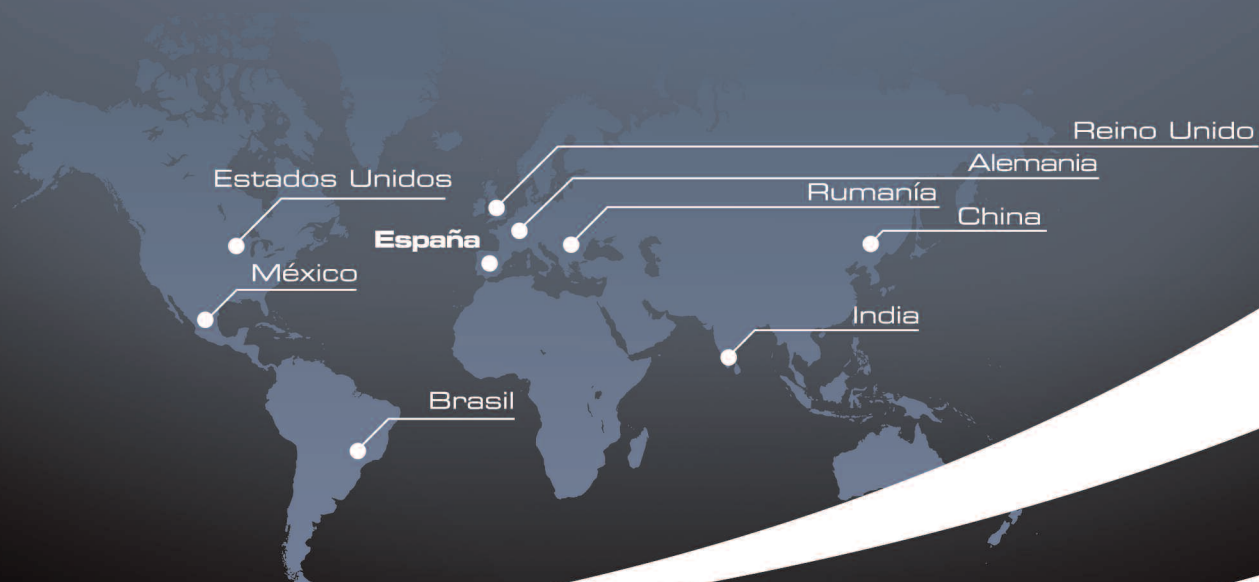 Reino Unido
Alemania
Estados Unidos
Rumanía
China
España
México
India
Brasil